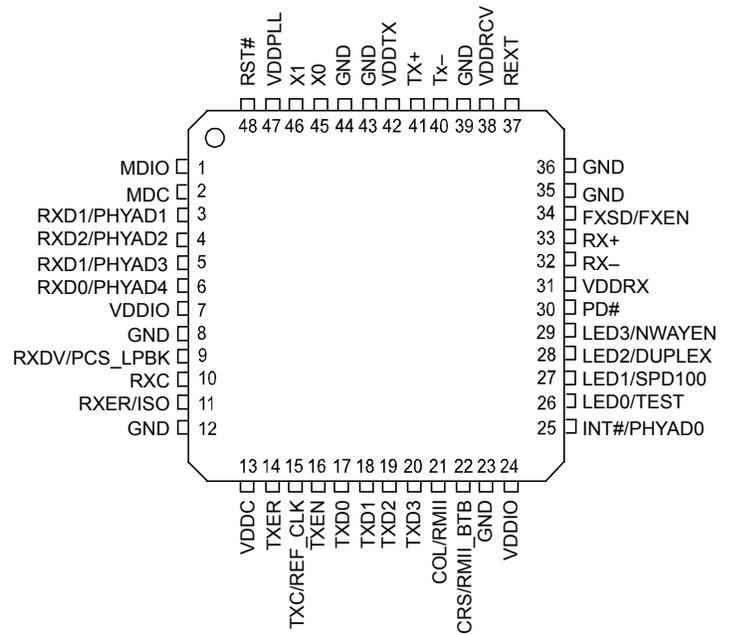 RST#
VDDPLL
X1
X0
GND
GND
VDDTX
TX+
Tx–
GND
VDDRCV
REXT
48 47 46 45 44 43 42 41 40 39 38 37
MDIO 1
MDC 2
RXD1/PHYAD1 3
RXD2/PHYAD2 4
RXD1/PHYAD3 5
RXD0/PHYAD4 6
VDDIO 7
GND 8
RXDV/PCS_LPBK 9
RXC 10
RXER/ISO 11
GND 12
36 GND
35 GND
34 FXSD/FXEN
33 RX+
32 RX–
31 VDDRX
30 PD#
29 LED3/NWAYEN
28 LED2/DUPLEX
27 LED1/SPD100
26 LED0/TEST
25 INT#/PHYAD0
13 14 15 16 17 18 19 20 21 22 23 24
VDDC
TXER
TXC/REF_CLK
TXEN
TXD0
TXD1
TXD2
TXD3
COL/RMII
CRS/RMII_BTB
GND
VDDIO